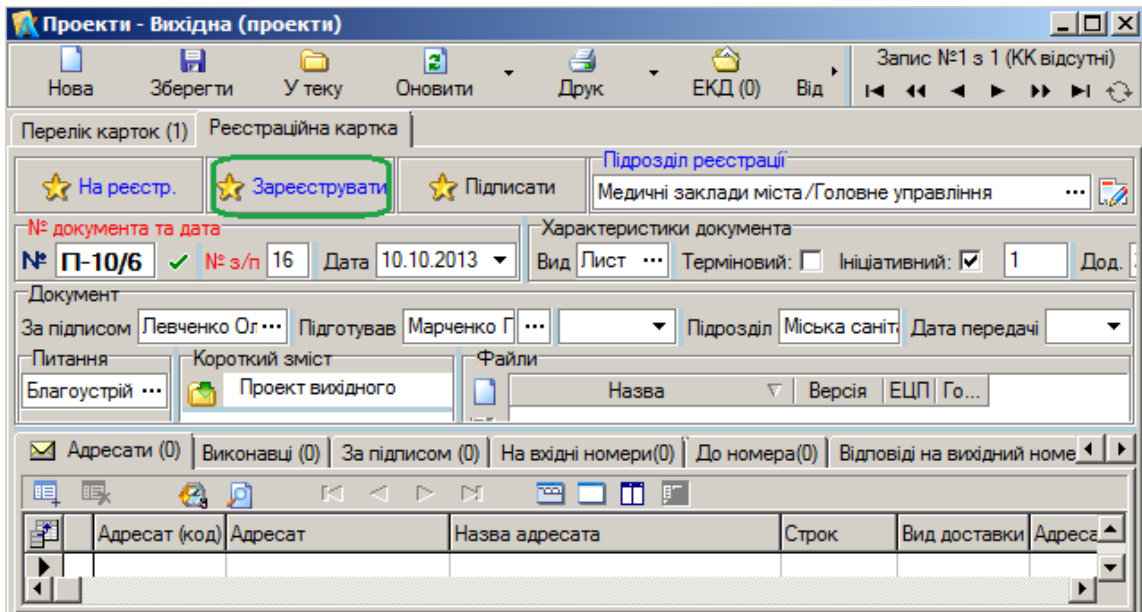 Проекти - Вихідна (проекти)
Нова Зберегти У теку Оновити Друк ЕКД (0) Від Запис №1 з 1 (КК відсутні)
Перелік карток (1) Реєстраційна картка
На реєстр. Зареєструвати Підписати Підрозділ реєстрації
Медичні заклади міста/Головне управління ...
№ документа та дата Характеристики документа
№ П-10/6 № з/п 16 Дата 10.10.2013 Вид Лист ... Терміновий: Ініціативний: 1 Дод.
Документ
За підписом Левченко Ол... Підготував Марченко Г ... Підрозділ Міська саніт Дата передачі
Питання Короткий зміст Файли
Благоустрій ... Проект вихідного Назва Версія ЕЦП Го...
Адресати (0) Виконавці (0) За підписом (0) На вхідні номери(0) До номера(0) Відповіді на вихідний номе
Адресат (код) Адресат Назва адресата Строк Вид доставки Адреса